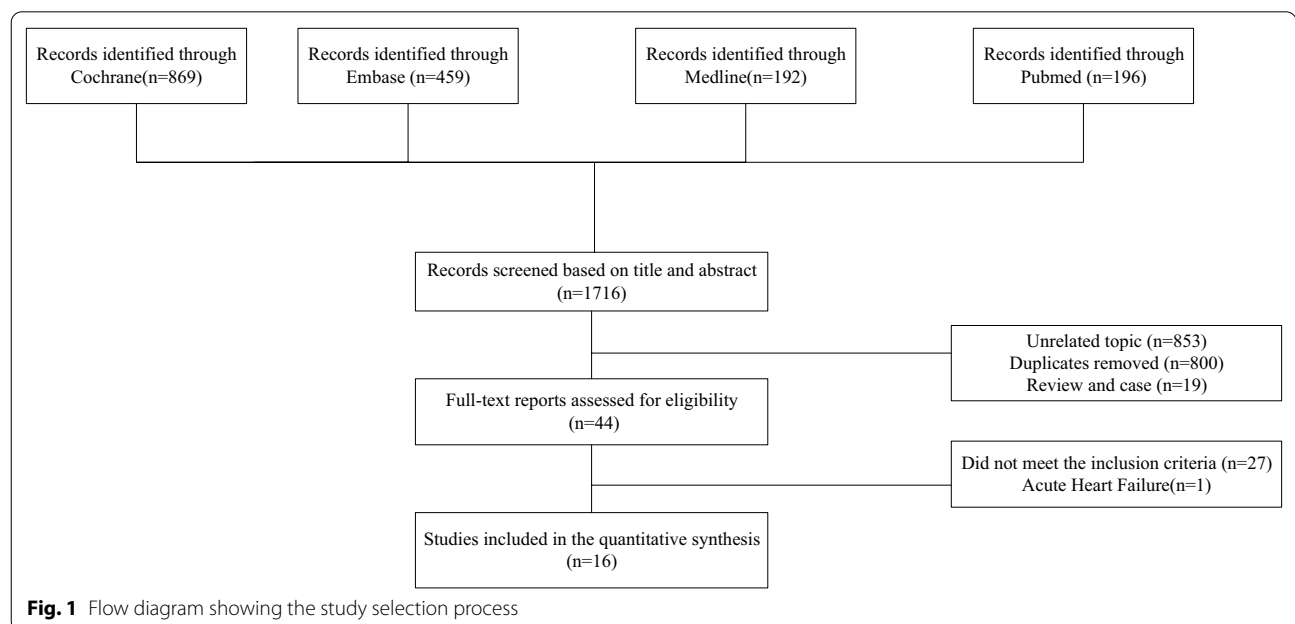 Records identified through
Cochrane(n=869)
Records identified through
Embase (n=459)
Records identified through
Medline(n=192)
Records identified through
Pubmed (n=196)
Records screened based on title and abstract
(n=1716)
Unrelated topic (n=853)
Duplicates removed (n=800)
Review and case (n=19)
Full-text reports assessed for eligibility
(n=44)
Did not meet the inclusion criteria (n=27)
Acute Heart Failure(n=1)
Studies included in the quantitative synthesis
(n=16)
Fig. 1 Flow diagram showing the study selection process